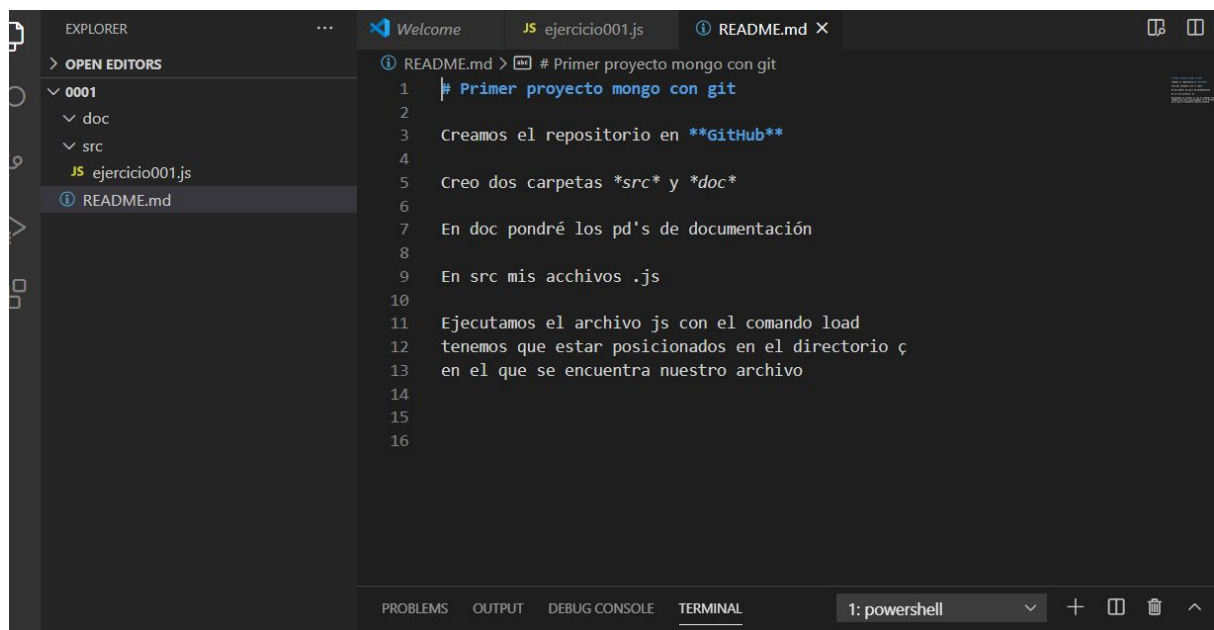 EXPLORER
...
Welcome
JS ejercicio001.js
README.md
OPEN EDITORS
README.md > # Primer proyecto mongo con git
0001
doc
src
JS ejercicio001.js
README.md
1 # Primer proyecto mongo con git
2
3 Creamos el repositorio en **GitHub**
4
5 Creo dos carpetas *src* y *doc*
6
7 En doc pondré los pd's de documentación
8
9 En src mis acchivos .js
10
11 Ejecutamos el archivo js con el comando load
12 tenemos que estar posicionados en el directorio ç
13 en el que se encuentra nuestro archivo
14
15
16
PROBLEMS OUTPUT DEBUG CONSOLE TERMINAL 1: powershell